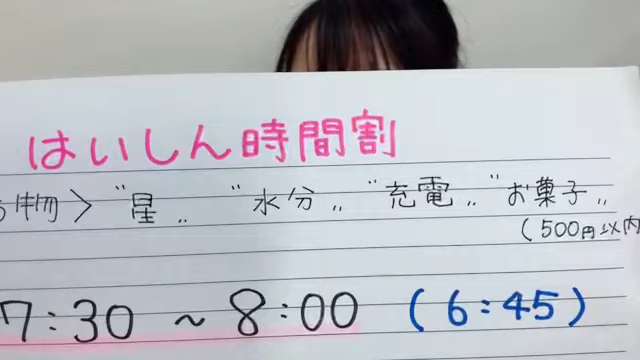 はいしん時間割
物＞ 〝星〟 〝水分〟 〝充電〟 〝お菓子〟
(500円以内
7:30 ~ 8:00 (6:45)